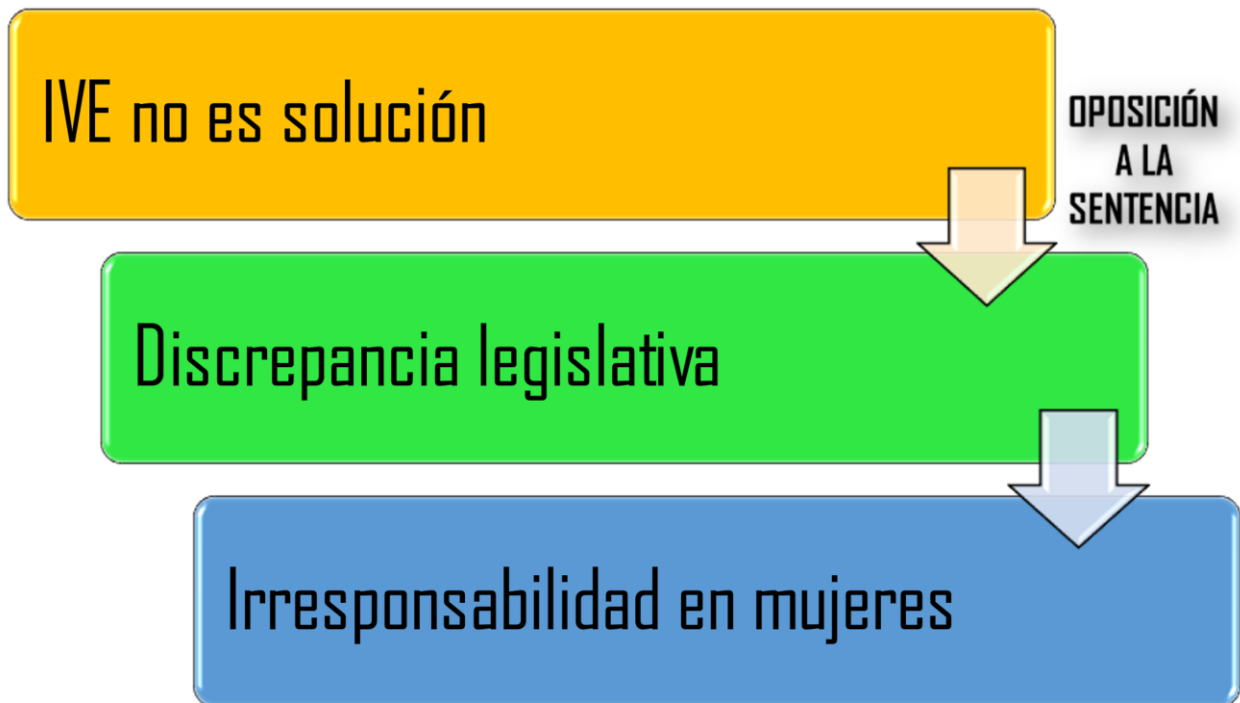 IVE no es solución
OPOSICIÓN
A LA
SENTENCIA
Discrepancia legislativa
Irresponsabilidad en mujeres